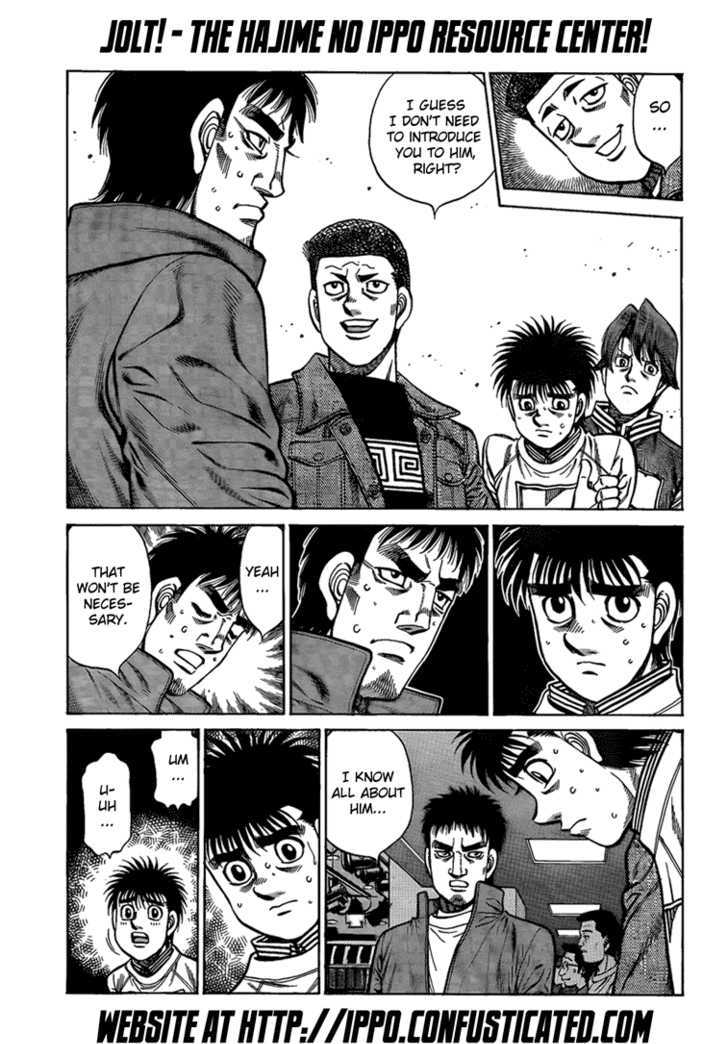 JOLT! - THE HAJIME NO IPPO RESOURCE CENTER!
SO
...
I GUESS
I DON'T NEED
TO INTRODUCE
YOU TO HIM,
RIGHT?
YEAH
...
THAT
WON'T BE
NECES-
SARY.
I KNOW
ALL ABOUT
HIM...
UM
...
U-
UH
...
WEBSITE AT HTTP://IPPO.CONFUSTICATED.COM